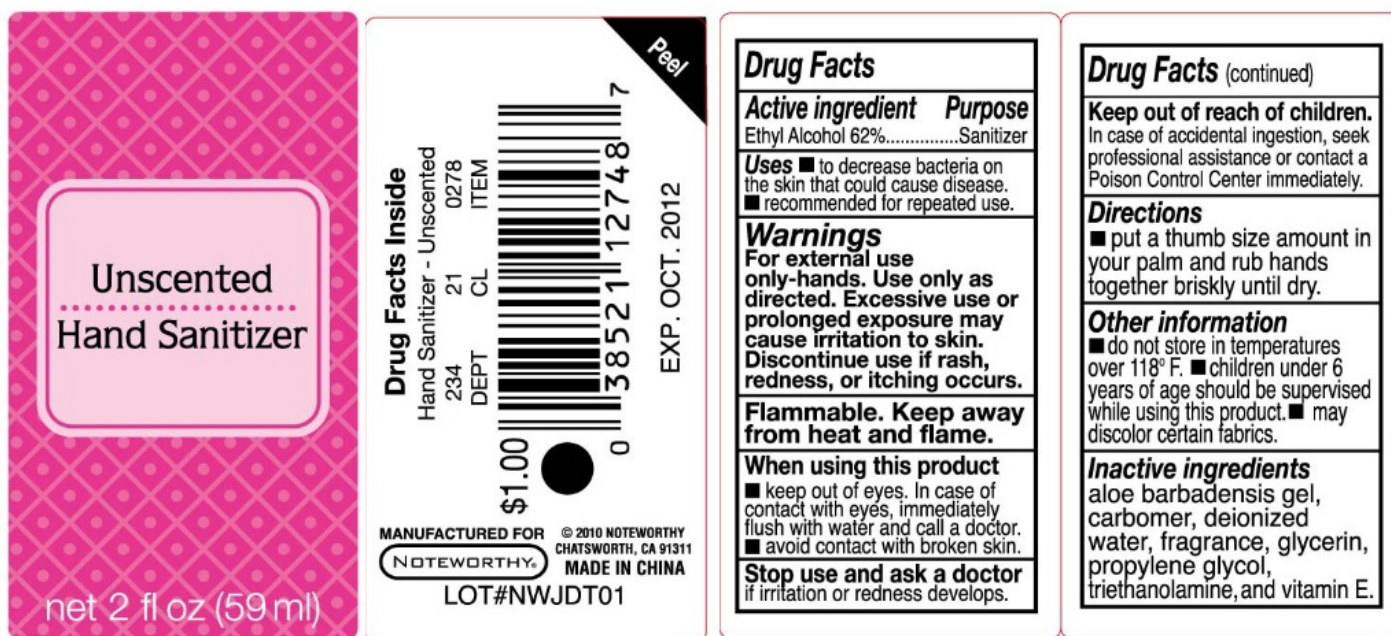 Unscented
Hand Sanitizer
net 2 fl oz (59 ml)
Peel
Drug Facts Inside
Hand Sanitizer - Unscented
234 21 0278
DEPT CL ITEM
0 38521 12748 7
$1.00
EXP. OCT. 2012
MANUFACTURED FOR
NOTEWORTHY®
© 2010 NOTEWORTHY
CHATSWORTH, CA 91311
MADE IN CHINA
LOT#NWJDT01
Drug Facts
Active ingredient Purpose
Ethyl Alcohol 62%...............Sanitizer
Uses ■ to decrease bacteria on
the skin that could cause disease.
■ recommended for repeated use.
Warnings
For external use
only-hands. Use only as
directed. Excessive use or
prolonged exposure may
cause irritation to skin.
Discontinue use if rash,
redness, or itching occurs.
Flammable. Keep away
from heat and flame.
When using this product
■ keep out of eyes. In case of
contact with eyes, immediately
flush with water and call a doctor.
■ avoid contact with broken skin.
Stop use and ask a doctor
if irritation or redness develops.
Drug Facts (continued)
Keep out of reach of children.
In case of accidental ingestion, seek
professional assistance or contact a
Poison Control Center immediately.
Directions
■ put a thumb size amount in
your palm and rub hands
together briskly until dry.
Other information
■ do not store in temperatures
over 118º F. ■ children under 6
years of age should be supervised
while using this product. ■ may
discolor certain fabrics.
Inactive ingredients
aloe barbadensis gel,
carbomer, deionized
water, fragrance, glycerin,
propylene glycol,
triethanolamine, and vitamin E.